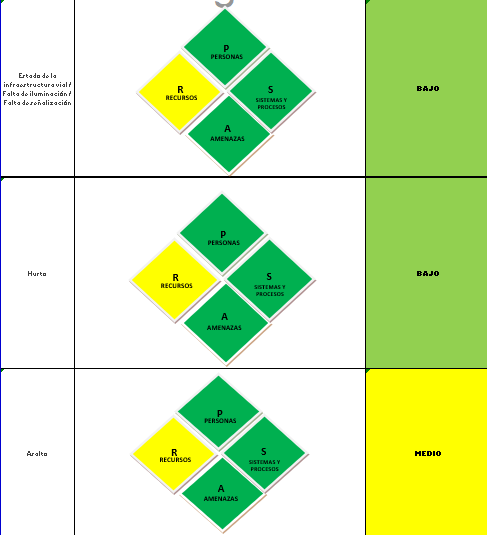 Estado de la
infraestructura vial /
Falta de iluminación /
Falta de señalización
P
PERSONAS
R
RECURSOS
S
SISTEMAS Y
PROCESOS
A
AMENAZAS
BAJO
Hurto
P
PERSONAS
R
RECURSOS
S
SISTEMAS Y
PROCESOS
A
AMENAZAS
BAJO
Asalto
P
PERSONAS
R
RECURSOS
S
SISTEMAS Y
PROCESOS
A
AMENAZAS
MEDIO